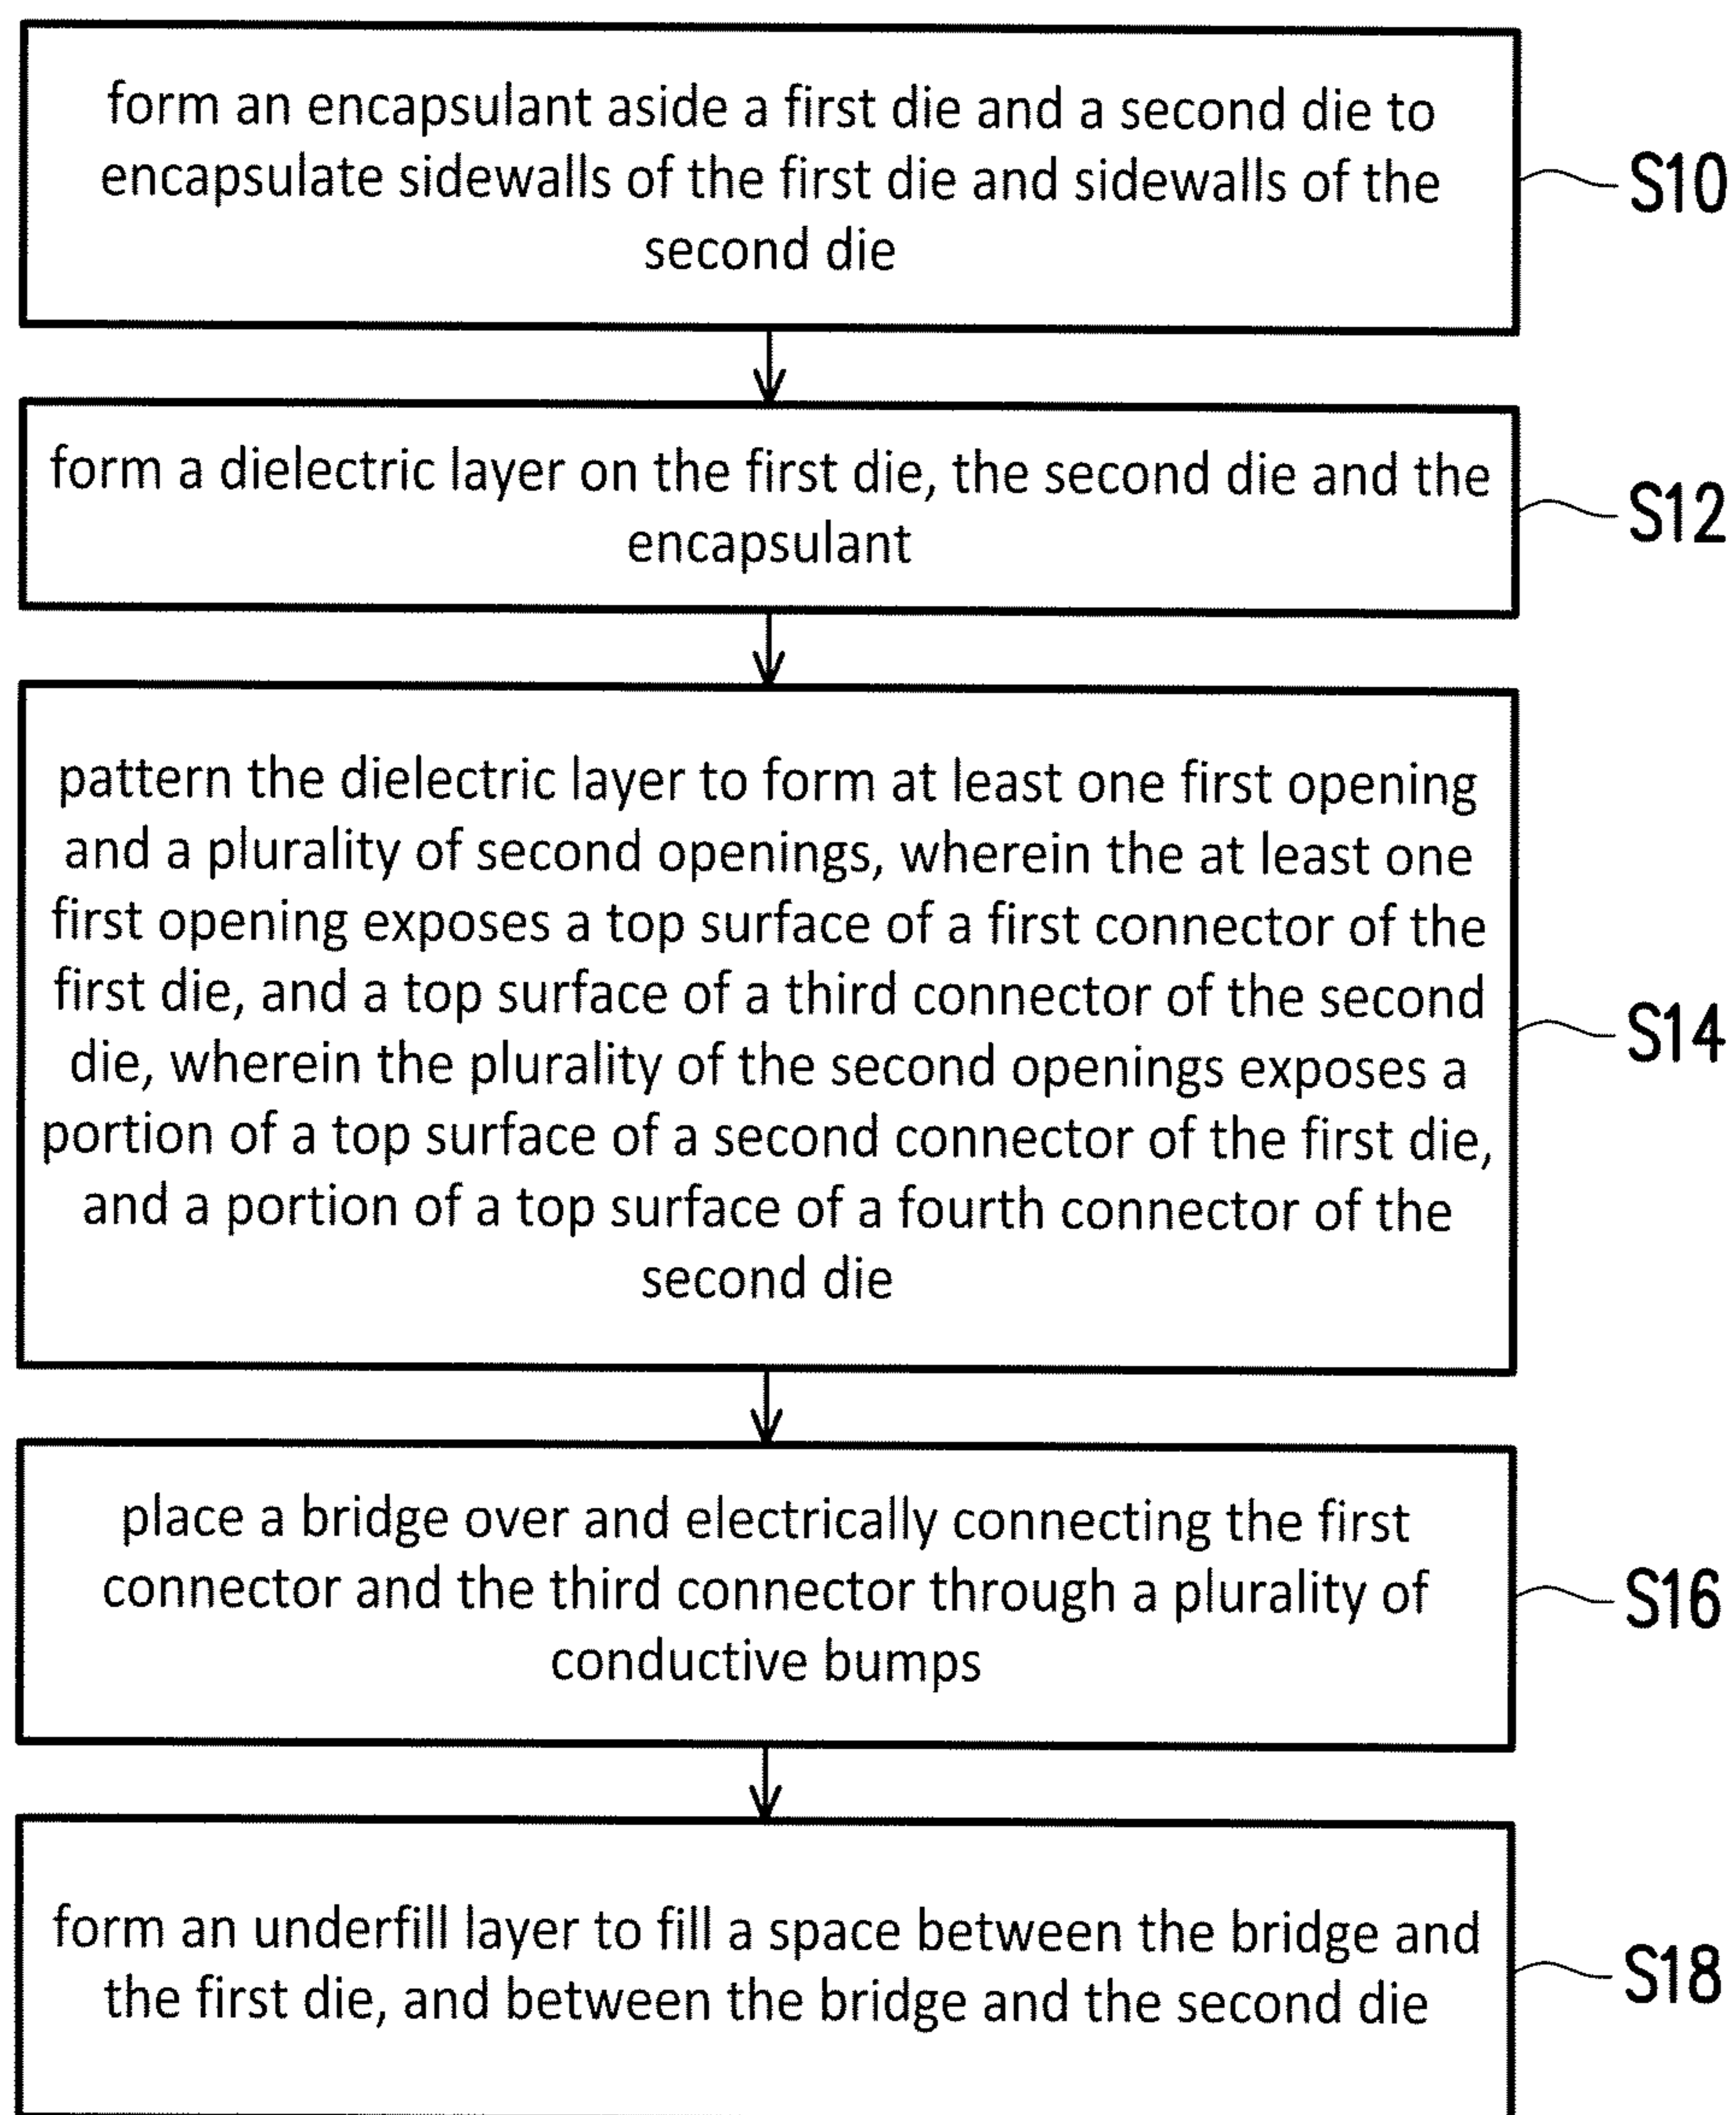 form an encapsulant aside a first die and a second die to
encapsulate sidewalls of the first die and sidewalls of the
second die
S10
form a dielectric layer on the first die, the second die and the
encapsulant
S12
pattern the dielectric layer to form at least one first opening
and a plurality of second openings, wherein the at least one
first opening exposes a top surface of a first connector of the
first die, and a top surface of a third connector of the second
die, wherein the plurality of the second openings exposes a
portion of a top surface of a second connector of the first die,
and a portion of a top surface of a fourth connector of the
second die
S14
place a bridge over and electrically connecting the first
connector and the third connector through a plurality of
conductive bumps
S16
form an underfill layer to fill a space between the bridge and
the first die, and between the bridge and the second die
S18